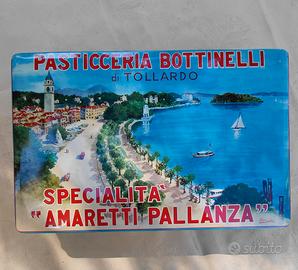 PASTICCERIA BOTTINELLI
di TOLLARDO
SPECIALITA'
"AMARETTI PALLANZA"
subito